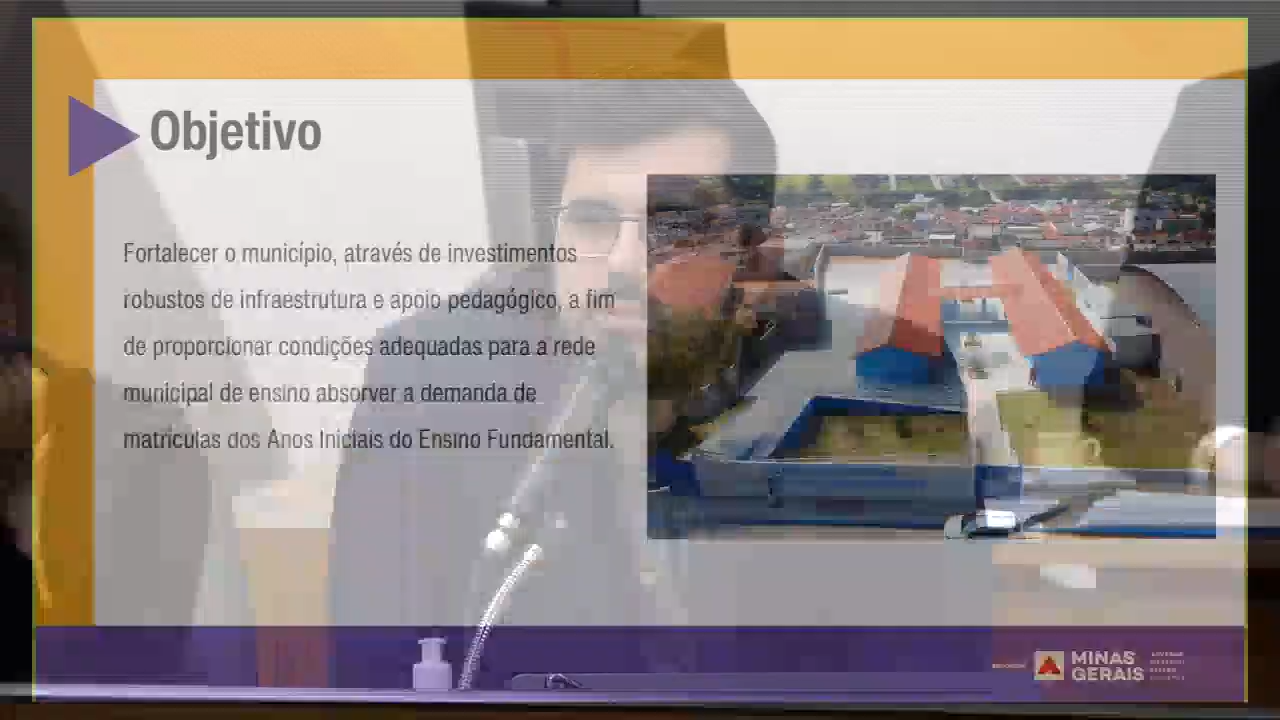 Objetivo
Fortalecer o município, através de investimentos
robustos de infraestrutura e apoio pedagógico, a fim
de proporcionar condições adequadas para a rede
municipal de ensino absorver a demanda de
matrículas dos Anos Iniciais do Ensino Fundamental.
MINAS
GERAIS